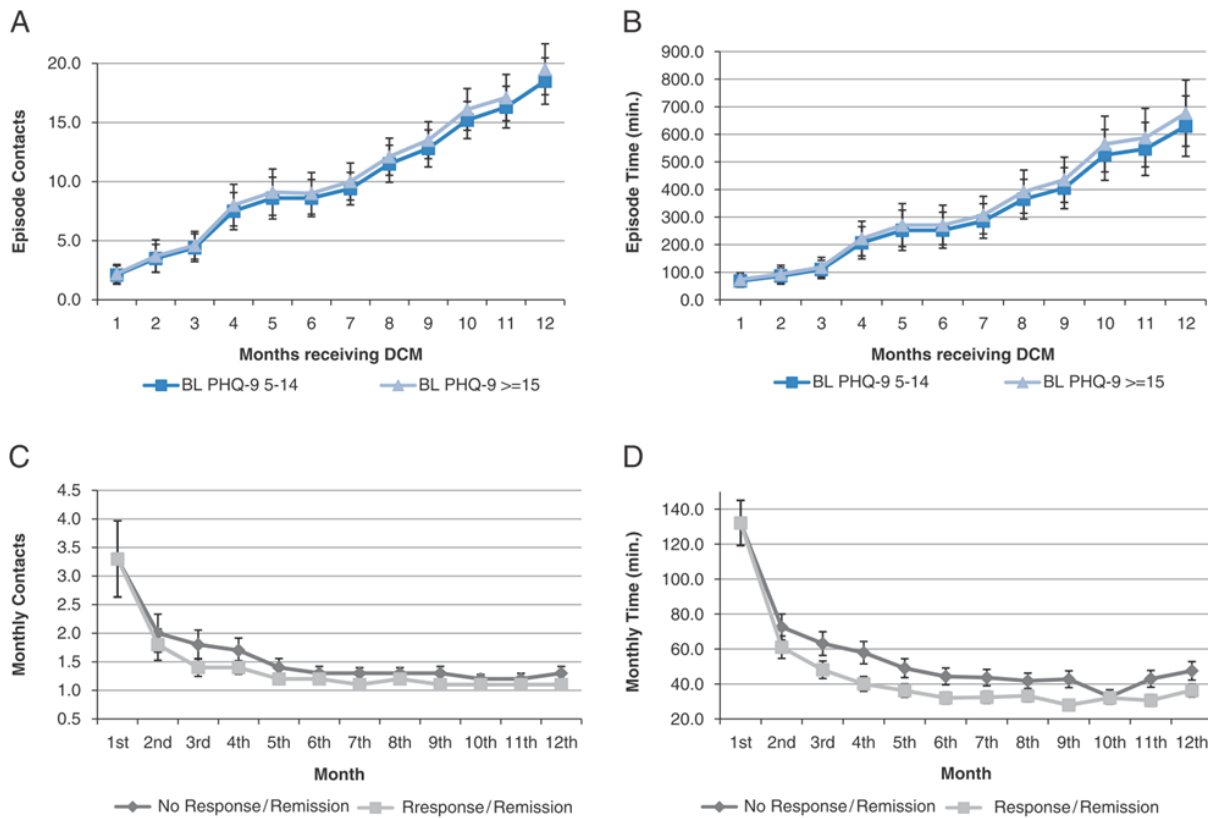 A
Episode Contacts
20.0
15.0
10.0
5.0
0.0
1 2 3 4 5 6 7 8 9 10 11 12
Months receiving DCM
BL PHQ-9 5-14 BL PHQ-9 >=15
B
Episode Time (min.)
900.0
800.0
700.0
600.0
500.0
400.0
300.0
200.0
100.0
0.0
1 2 3 4 5 6 7 8 9 10 11 12
Months receiving DCM
BL PHQ-9 5-14 BL PHQ-9 >=15
C
Monthly Contacts
4.5
4.0
3.5
3.0
2.5
2.0
1.5
1.0
0.5
1st 2nd 3rd 4th 5th 6th 7th 8th 9th 10th 11th 12th
Month
No Response/Remission Rresponse/Remission
D
Monthly Time (min.)
140.0
120.0
100.0
80.0
60.0
40.0
20.0
1st 2nd 3rd 4th 5th 6th 7th 8th 9th 10th 11th 12th
Month
No Response/Remission Response/Remission